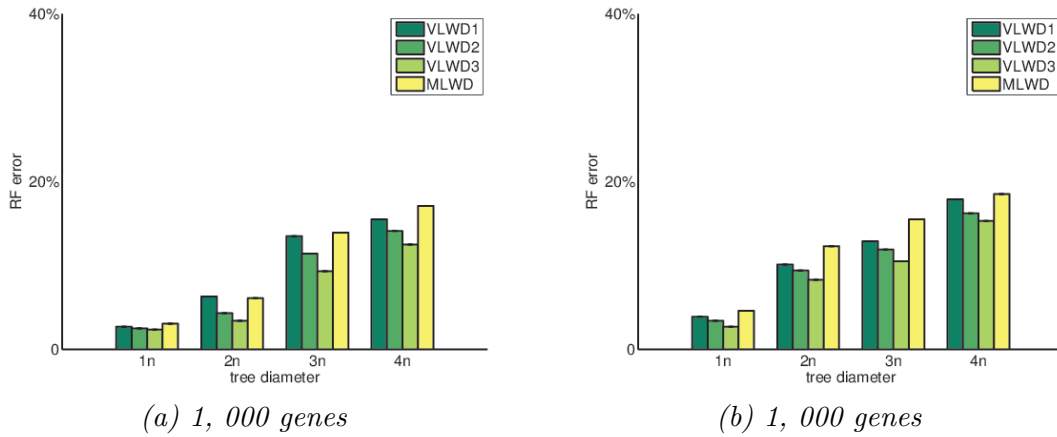 40%
20%
0
RF error
VLWD1
VLWD2
VLWD3
MLWD
1n 2n 3n 4n
tree diameter
(a) 1, 000 genes
40%
20%
0
RF error
VLWD1
VLWD2
VLWD3
MLWD
1n 2n 3n 4n
tree diameter
(b) 1, 000 genes